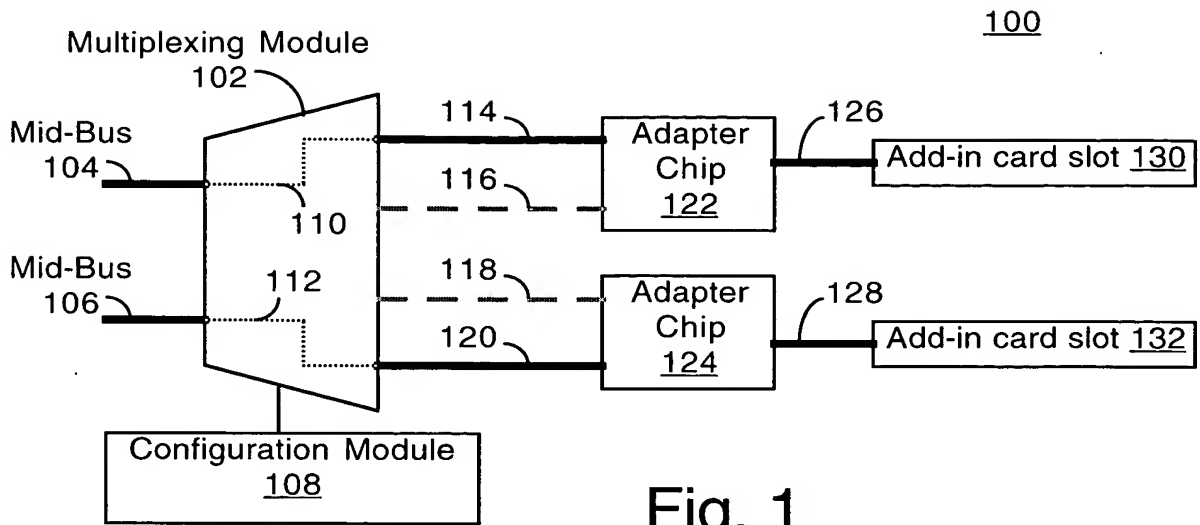 100
Multiplexing Module
102
Mid-Bus
104
110
114
116
Adapter
Chip
122
126
Add-in card slot 130
Mid-Bus
106
112
118
120
Adapter
Chip
124
128
Add-in card slot 132
Configuration Module
108
Fig. 1